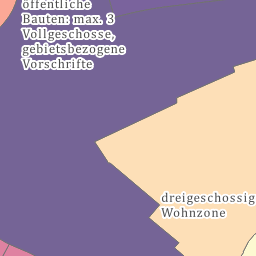 öffentliche
Bauten: max. 3
Vollgeschosse,
gebietsbezogene
Vorschrifte
dreigeschossig
Wohnzone